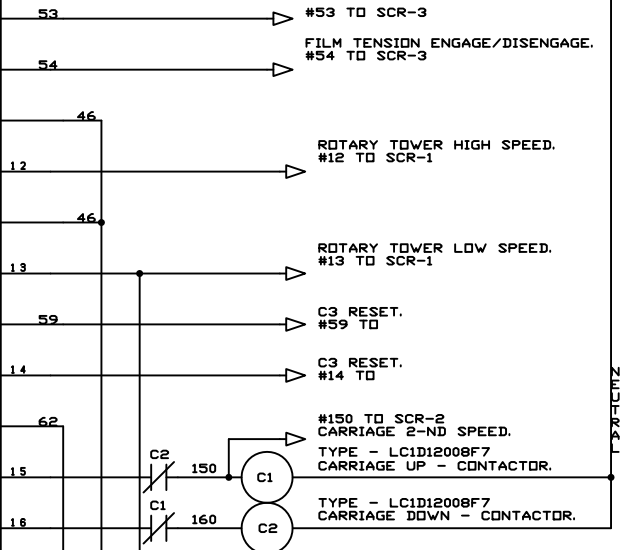 53
#53 TO SCR-3
FILM TENSION ENGAGE/DISENGAGE.
54
#54 TO SCR-3
46
ROTARY TOWER HIGH SPEED.
12
#12 TO SCR-1
46
ROTARY TOWER LOW SPEED.
13
#13 TO SCR-1
C3 RESET.
59
#59 TO
C3 RESET.
14
#14 TO
NEUTRAL
62
#150 TO SCR-2
CARRIAGE 2-ND SPEED.
C2
TYPE - LC1D12008F7
15
150
C1
CARRIAGE UP - CONTACTOR.
C1
TYPE - LC1D12008F7
16
160
C2
CARRIAGE DOWN - CONTACTOR.